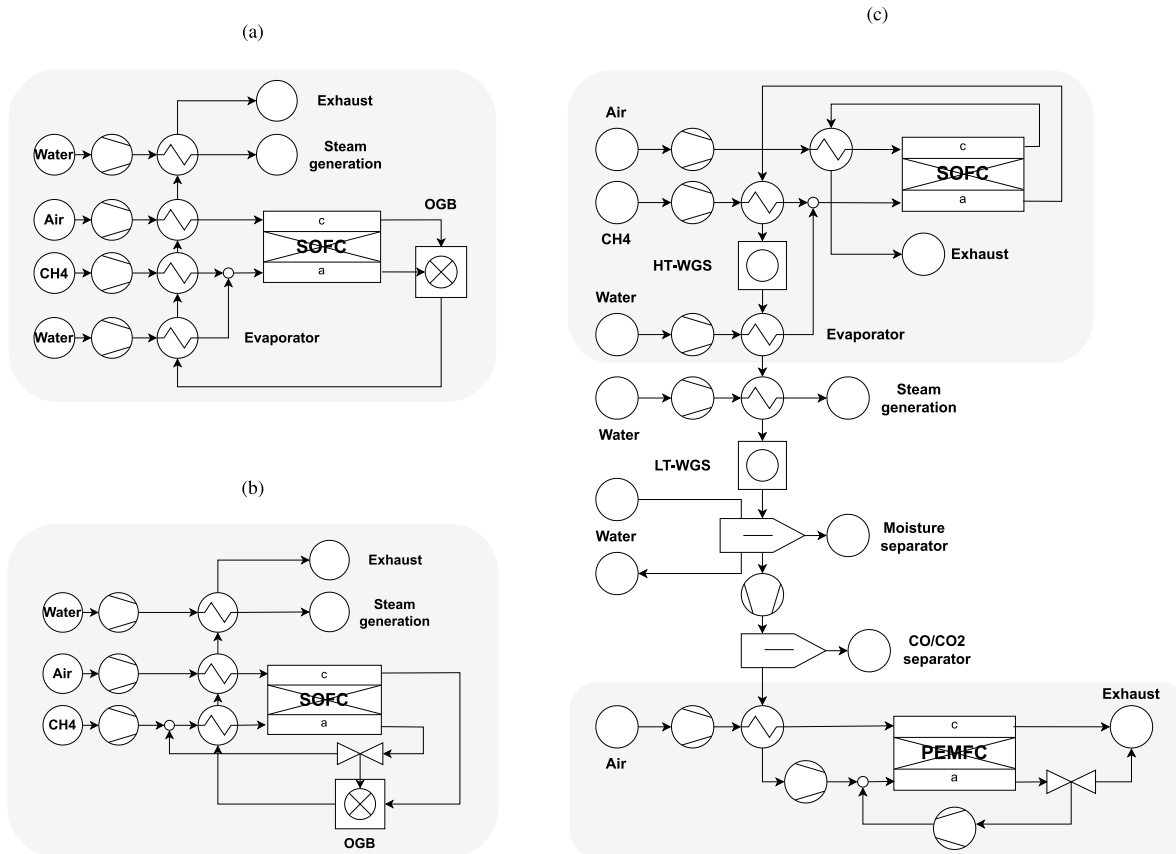 (a)
Exhaust
Water
Steam
generation
Air
OGB
c
SOFC
a
CH4
Water
Evaporator
(b)
Exhaust
Water
Steam
generation
Air
c
SOFC
a
CH4
OGB
(c)
Air
c
SOFC
a
CH4
Exhaust
HT-WGS
Water
Evaporator
Steam
generation
Water
LT-WGS
Water
Moisture
separator
CO/CO2
separator
Exhaust
Air
c
PEMFC
a